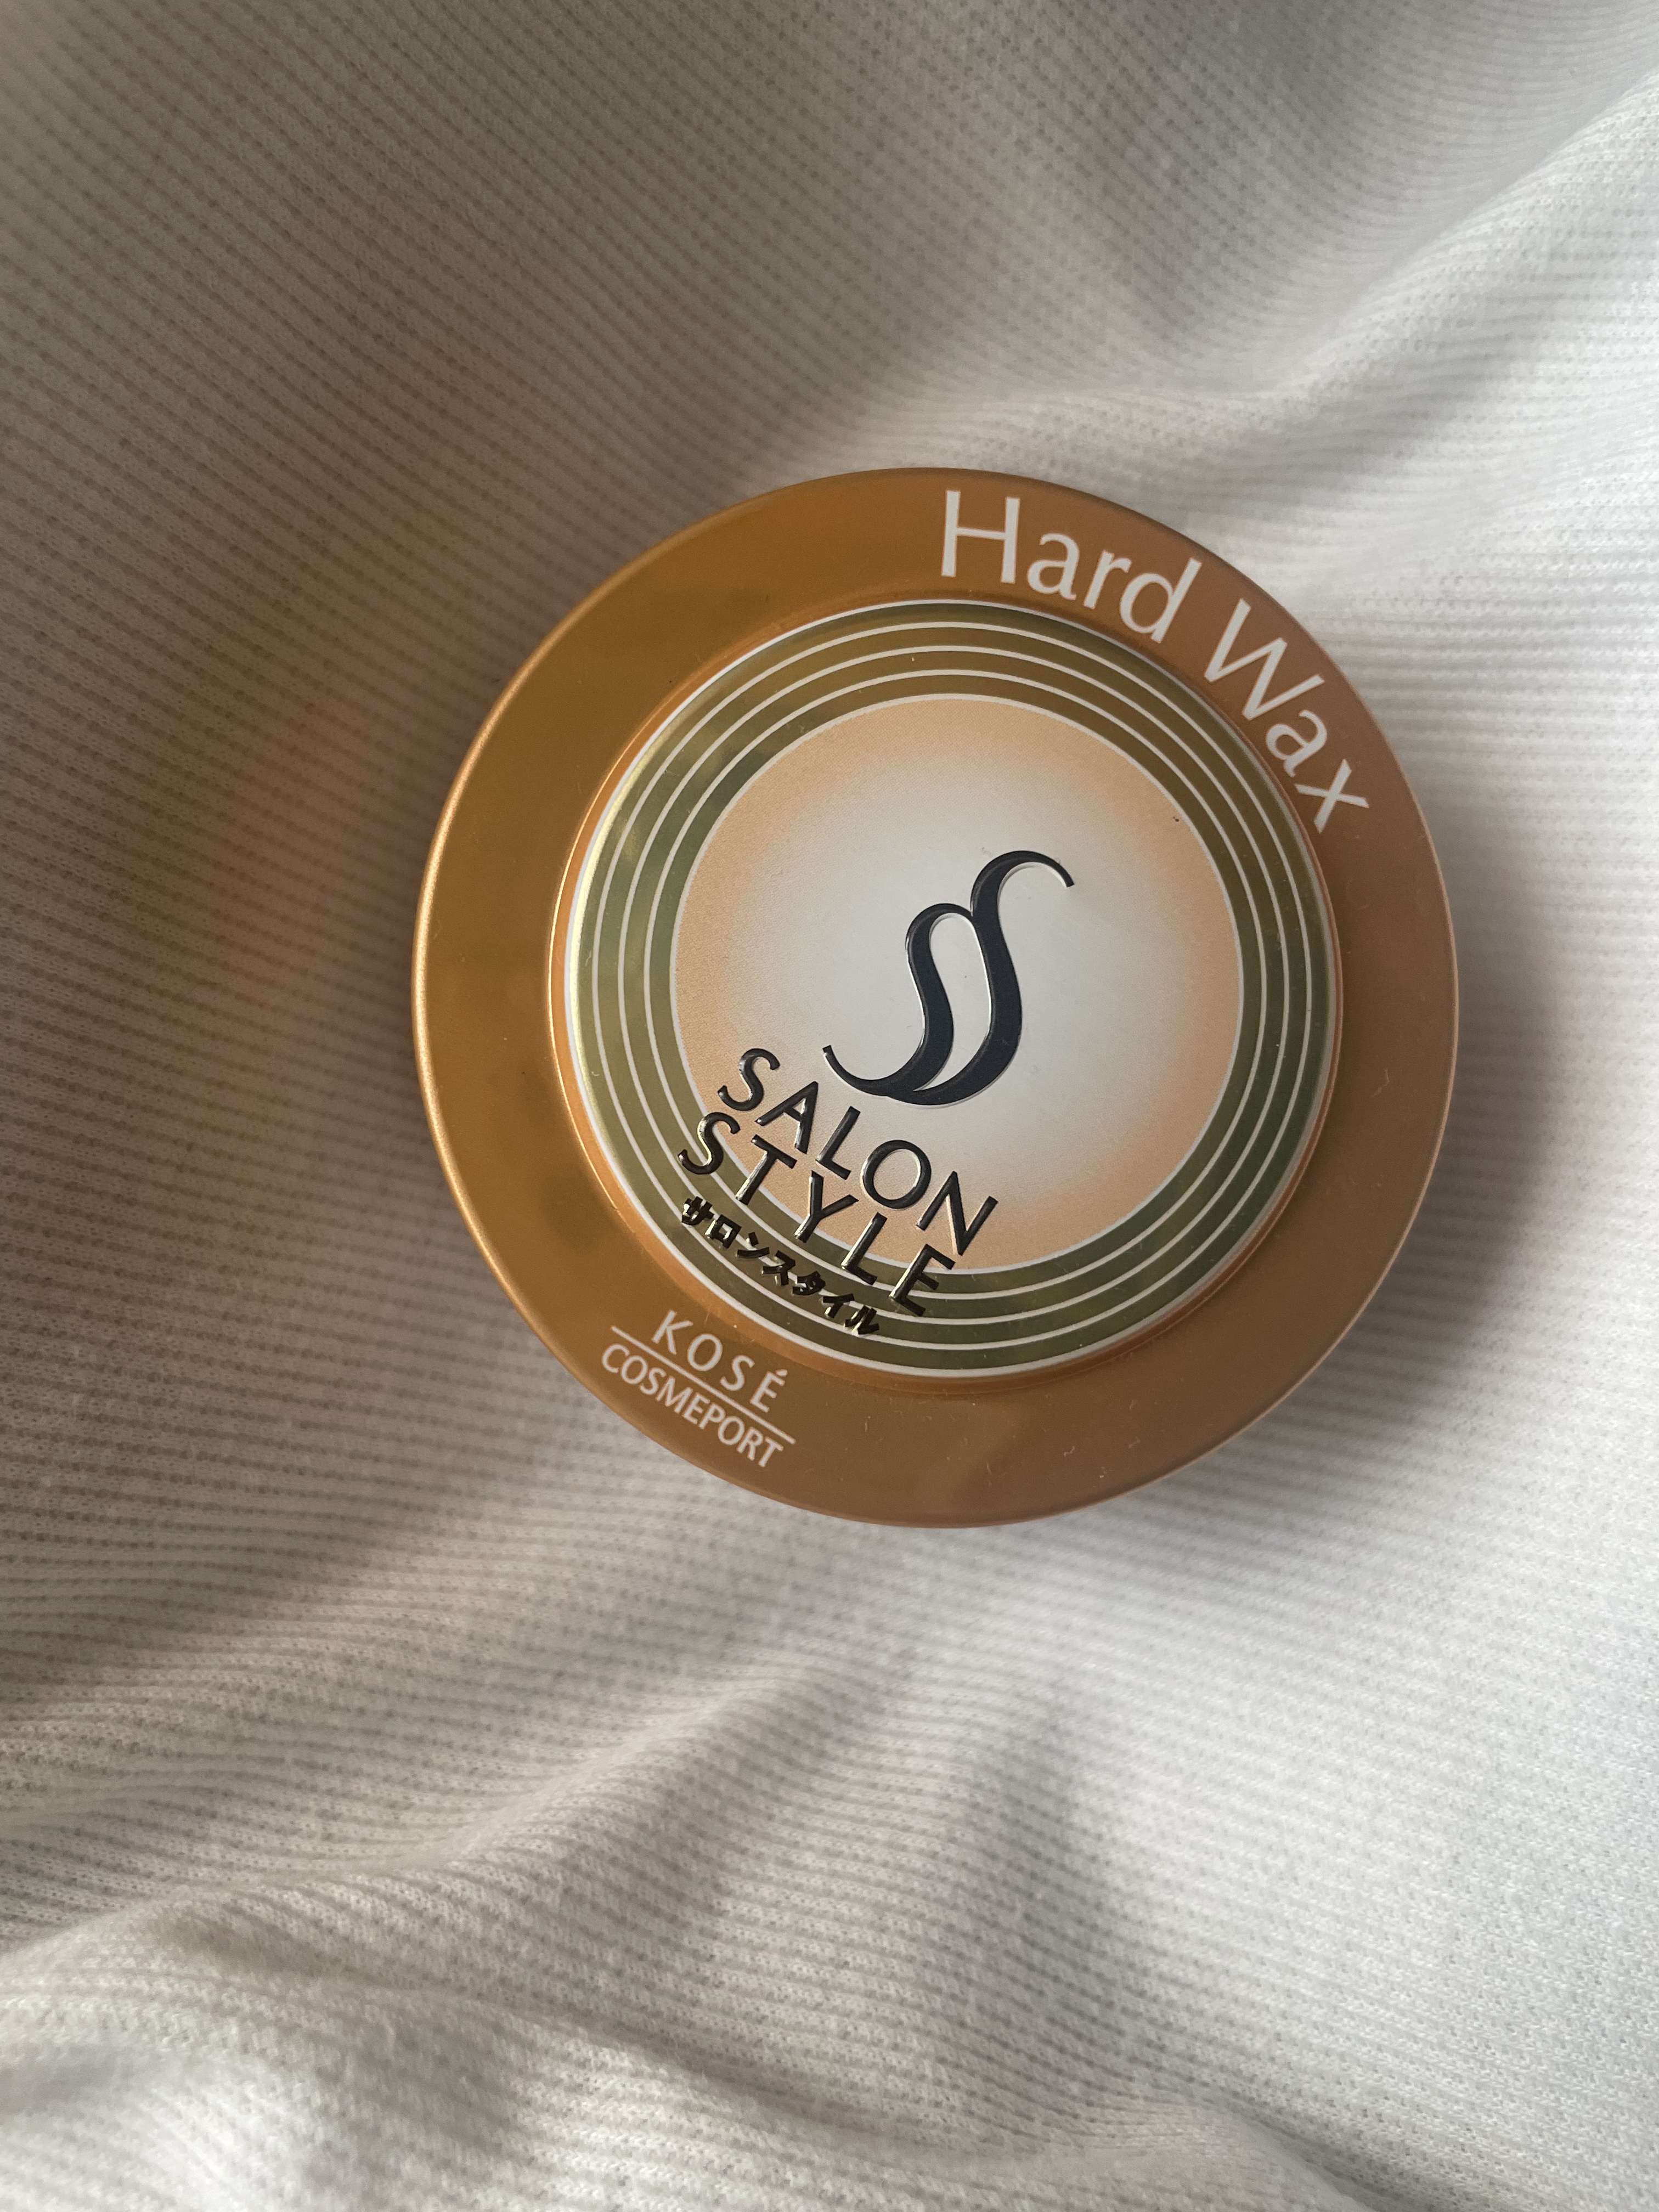 Hard Wax
SALON
STYLE
サロンスタイル
KOSÉ
COSMEPORT